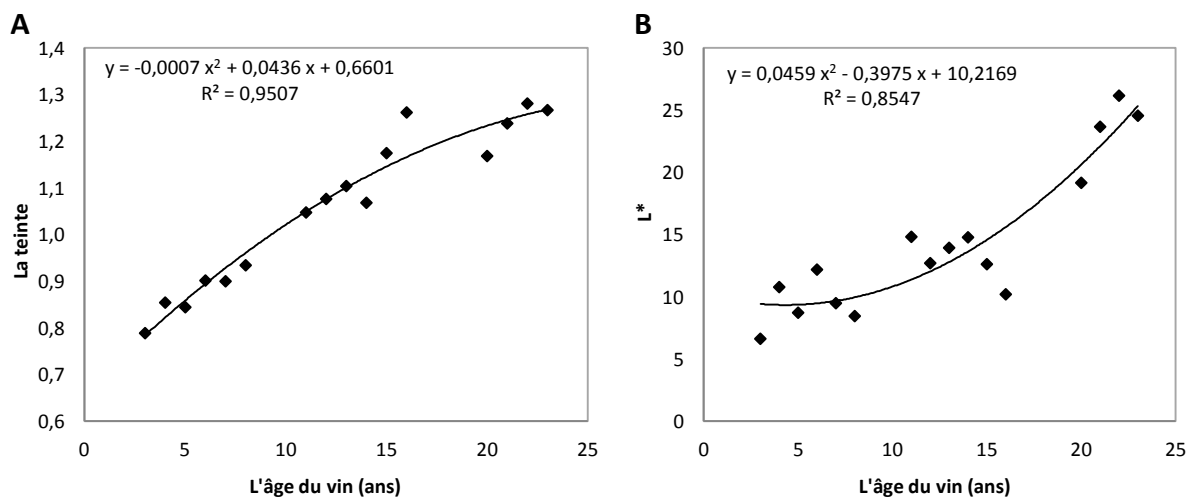 A
La teinte
1,4
1,3
1,2
1,1
1,0
0,9
0,8
0,7
0,6
y = -0,0007 x² + 0,0436 x + 0,6601
R² = 0,9507
0 5 10 15 20 25
L'âge du vin (ans)
B
L*
30
25
20
15
10
5
0
y = 0,0459 x² - 0,3975 x + 10,2169
R² = 0,8547
0 5 10 15 20 25
L'âge du vin (ans)